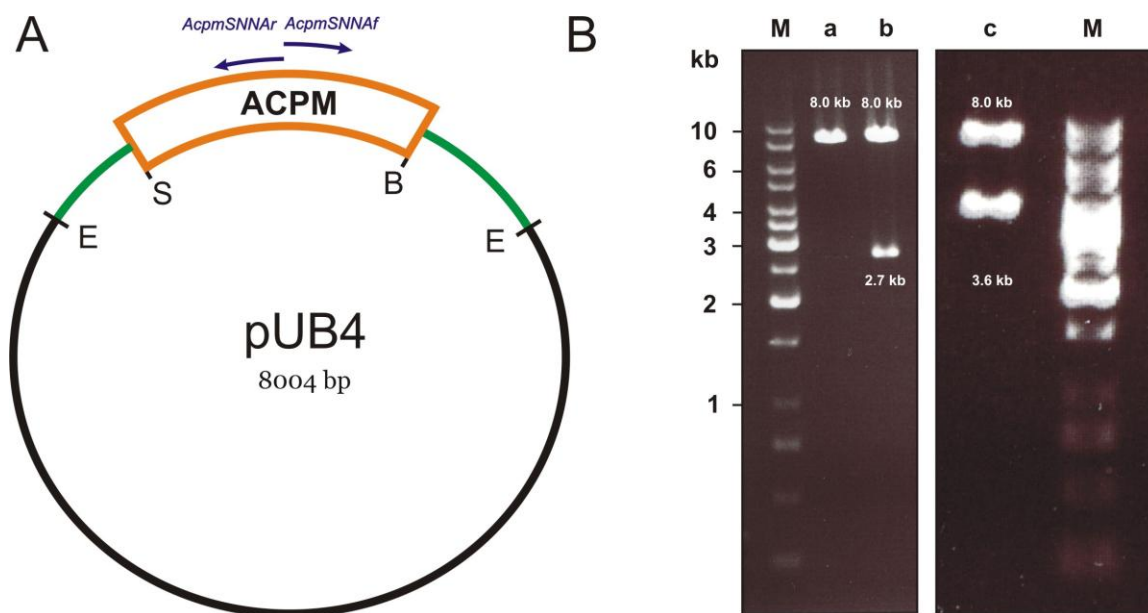 A
AcpmSNNAr AcpmSNNAf
ACPM
S
B
E
E
pUB4
8004 bp
B
M a b c M
kb
8.0 kb 8.0 kb 8.0 kb
10
6
4
3
2.7 kb 3.6 kb
2
1